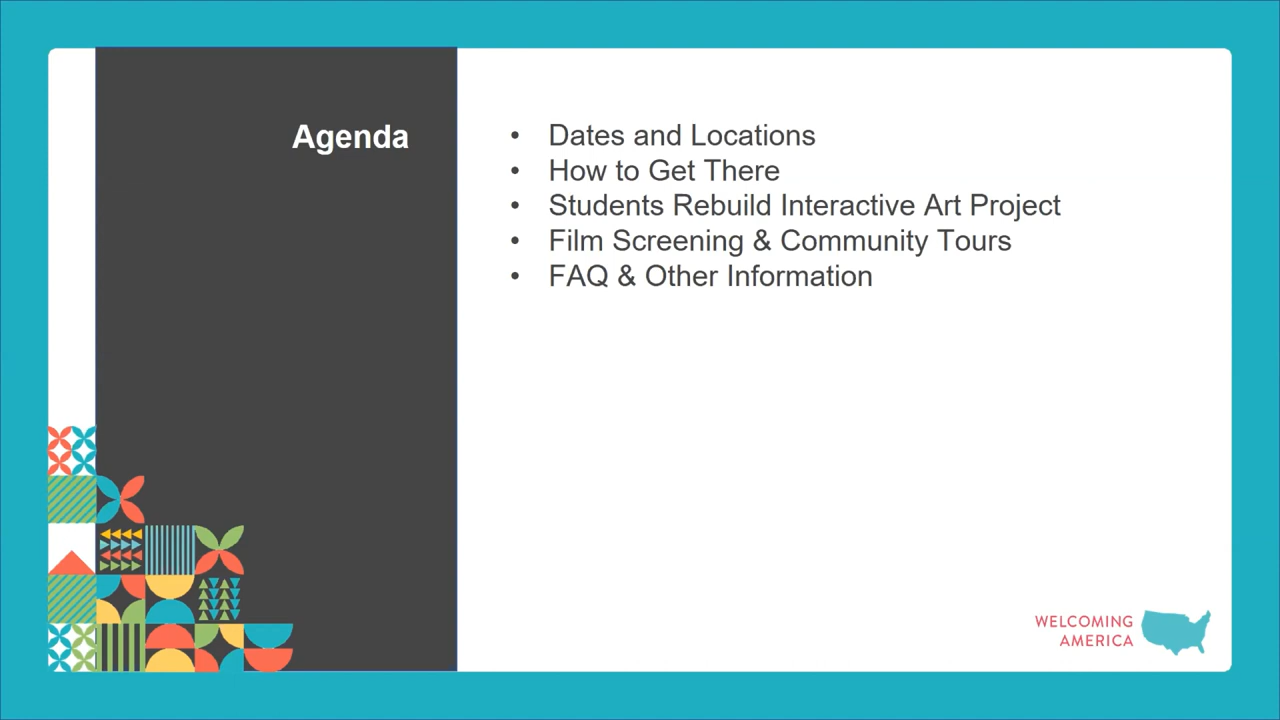 Agenda
• Dates and Locations
• How to Get There
• Students Rebuild Interactive Art Project
• Film Screening & Community Tours
• FAQ & Other Information
WELCOMING
AMERICA